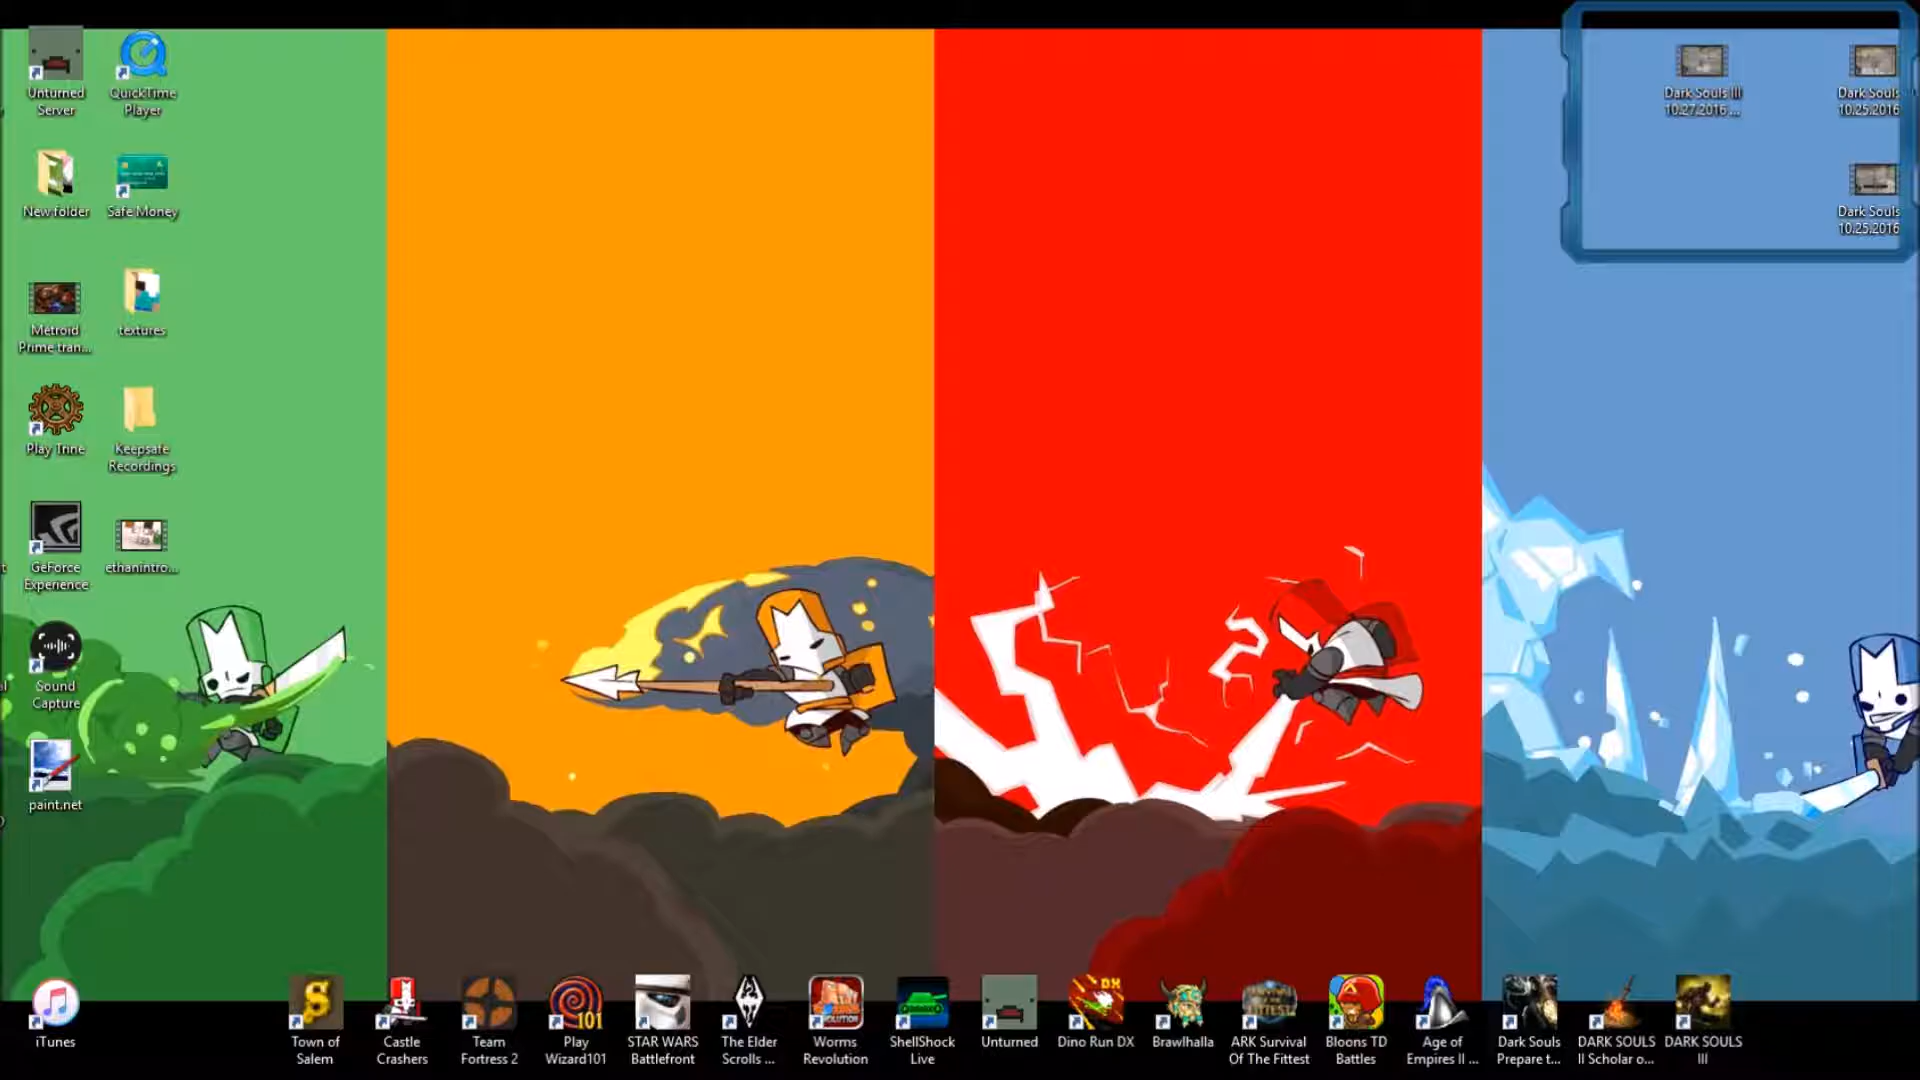 Unturned
Server
QuickTime
Player
Dark Souls III
10.27.2016 ...
Dark Souls
10.25.2016
New folder
Safe Money
Dark Souls
10.25.2016
Metroid
Prime tran...
textures
Play Trine
Keepsafe
Recordings
GeForce
Experience
ethanintro...
Sound
Capture
paint.net
iTunes
Town of
Salem
Castle
Crashers
Team
Fortress 2
101
Play
Wizard101
STAR WARS
Battlefront
The Elder
Scrolls ...
Worms
Revolution
ShellShock
Live
Unturned
DX
Dino Run DX
Brawlhalla
ARK Survival
Of The Fittest
Bloons TD
Battles
Age of
Empires II ...
Dark Souls
Prepare t...
DARK SOULS
II Scholar o...
DARK SOULS
III